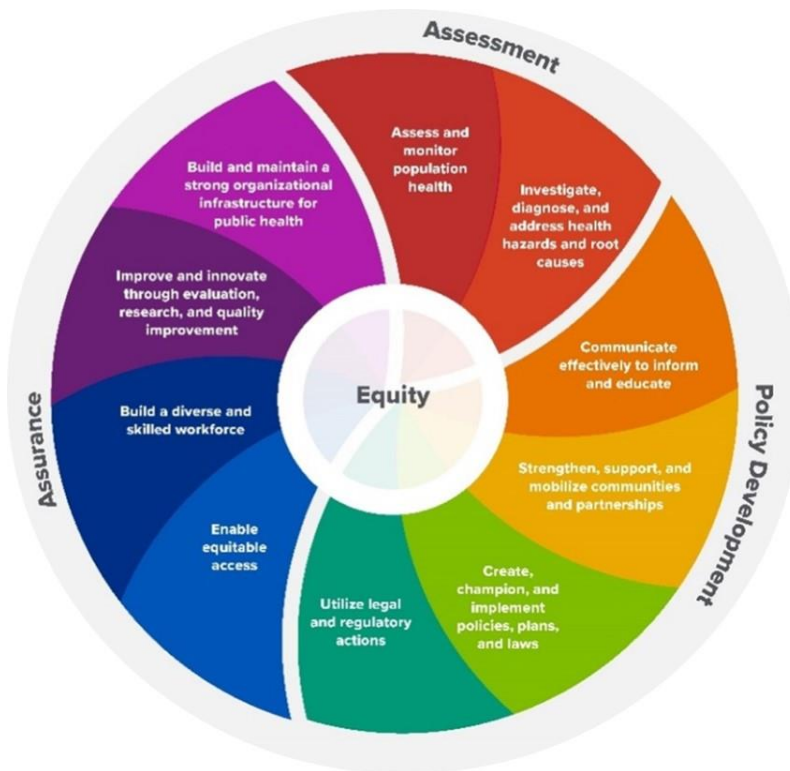 Assessment
Assess and
monitor
population
health
Investigate,
diagnose, and
address health
hazards and root
causes
Communicate
effectively to inform
and educate
Policy Development
Strengthen, support, and
mobilize communities
and partnerships
Create,
champion, and
implement
policies, plans,
and laws
Utilize legal
and regulatory
actions
Enable
equitable
access
Assurance
Build a diverse and
skilled workforce
Improve and innovate
through evaluation,
research, and quality
improvement
Build and maintain a
strong organizational
infrastructure for
public health
Equity